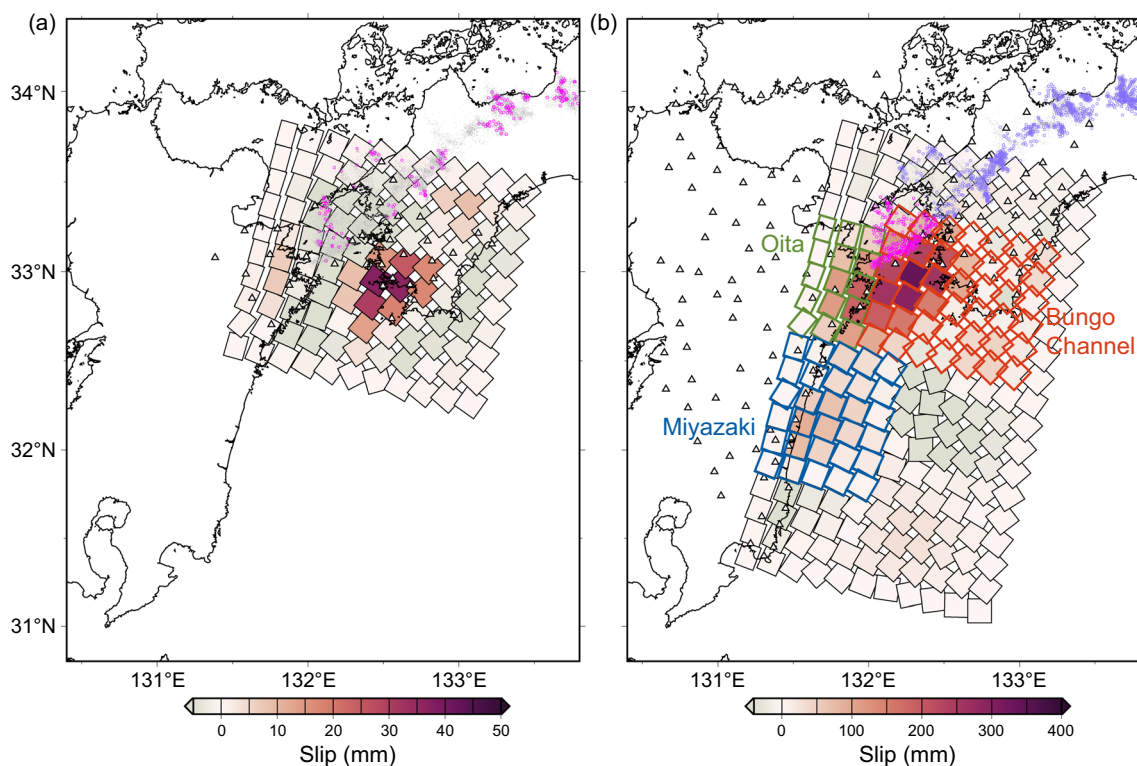 (a)
(b)
34°N
33°N
32°N
31°N
Oita
Bungo
Channel
Miyazaki
131°E 132°E 133°E
131°E 132°E 133°E
0 10 20 30 40 50
0 100 200 300 400
Slip (mm)
Slip (mm)